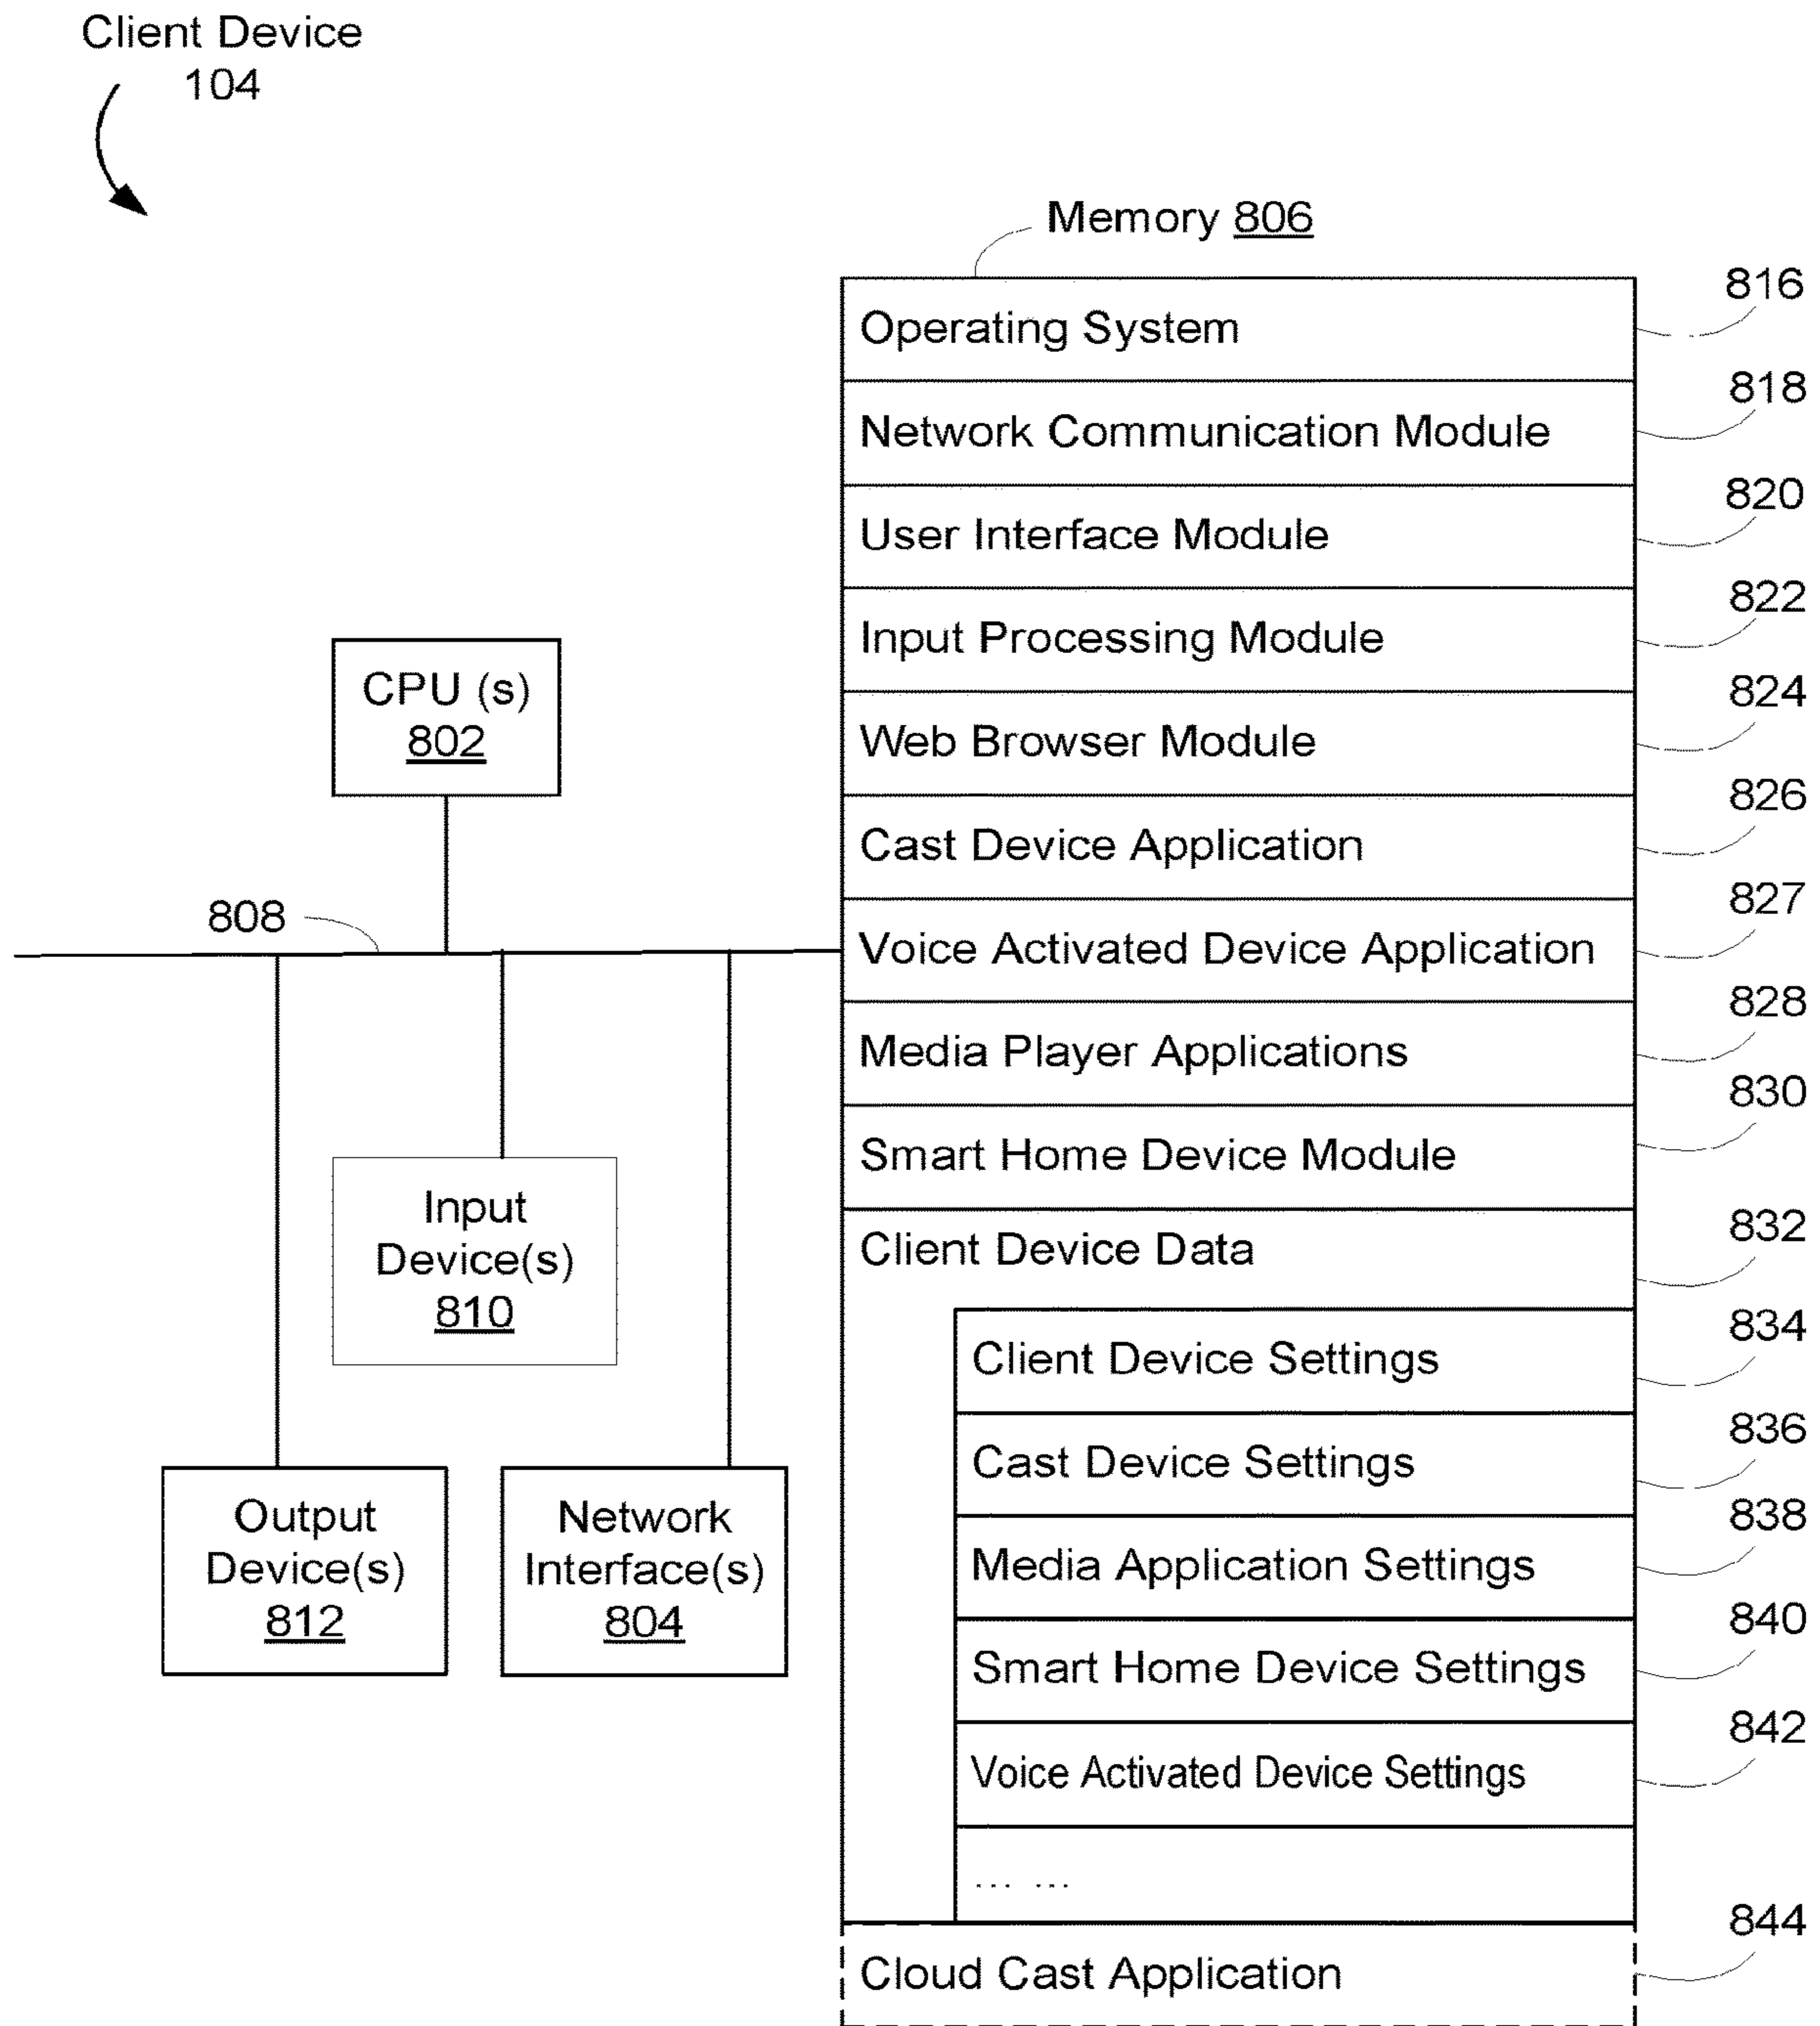 Client Device
104
Memory 806
816
Operating System
818
Network Communication Module
820
User Interface Module
822
Input Processing Module
824
Web Browser Module
826
Cast Device Application
827
Voice Activated Device Application
828
Media Player Applications
830
Smart Home Device Module
832
Client Device Data
834
Client Device Settings
836
Cast Device Settings
838
Media Application Settings
840
Smart Home Device Settings
842
Voice Activated Device Settings
... ...
844
Cloud Cast Application
CPU (s)
802
808
Input
Device(s)
810
Output
Device(s)
812
Network
Interface(s)
804